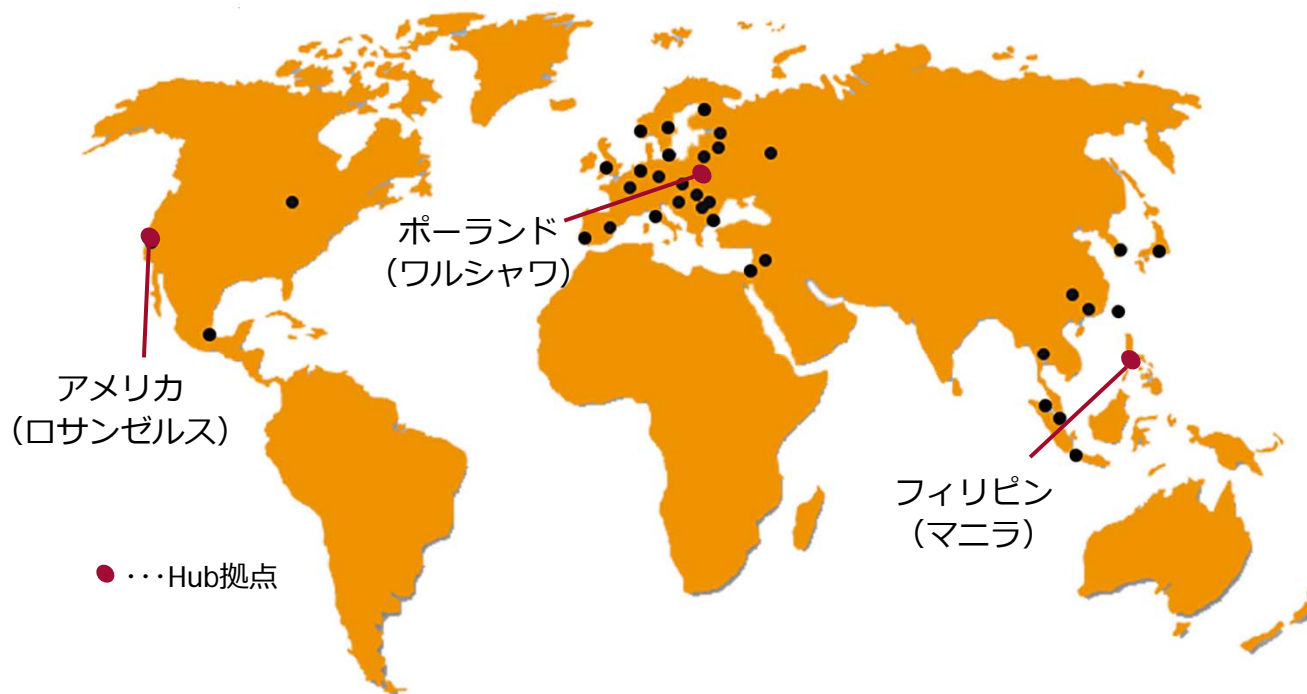 ポーランド
（ワルシャワ）
アメリカ
（ロサンゼルス）
フィリピン
（マニラ）
･･･Hub拠点